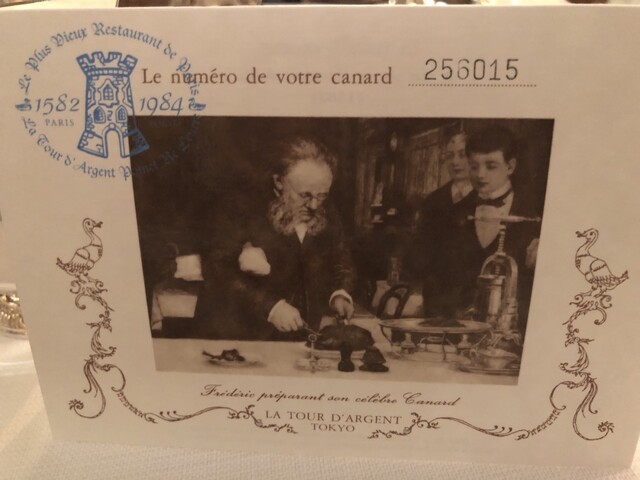 Le Plus Vieux Restaurant de Paris
1582 1984
PARIS
La Tour d'Argent
Le numéro de votre canard 256015
Frédéric préparant son célèbre Canard
LA TOUR D'ARGENT
TOKYO